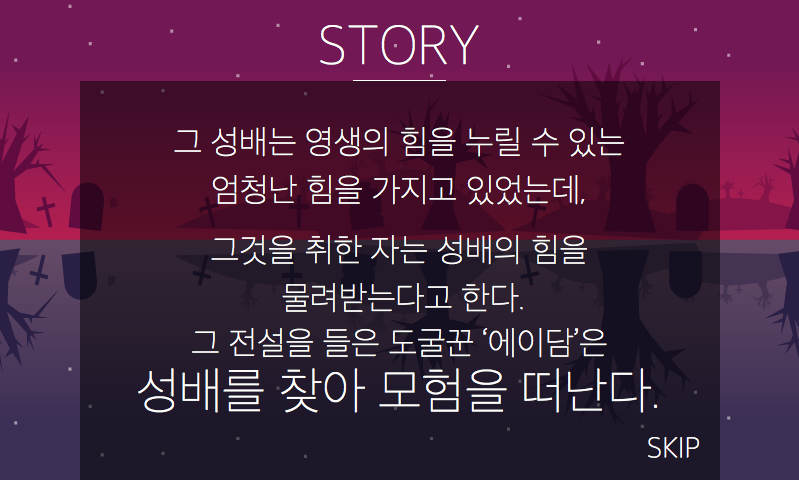 STORY
그 성배는 영생의 힘을 누릴 수 있는
엄청난 힘을 가지고 있었는데,
그것을 취한 자는 성배의 힘을
물려받는다고 한다.
그 전설을 들은 도굴꾼 ‘에이담’은
성배를 찾아 모험을 떠난다.
SKIP